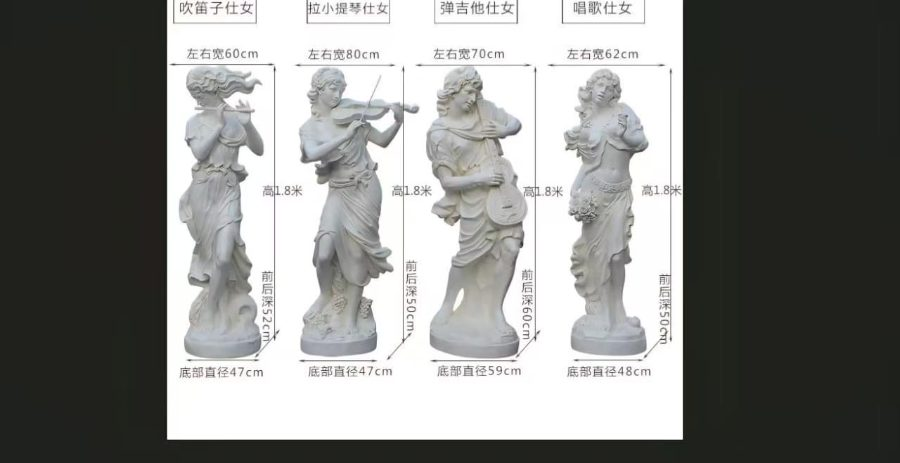 吹笛子仕女
拉小提琴仕女
弹吉他仕女
唱歌仕女
左右宽60cm
左右宽80cm
左右宽70cm
左右宽62cm
高1.8米
高1.8米
高1.8米
高1.8米
前后深52cm
前后深50cm
前后深60cm
前后深50cm
底部直径47cm
底部直径47cm
底部直径59cm
底部直径48cm